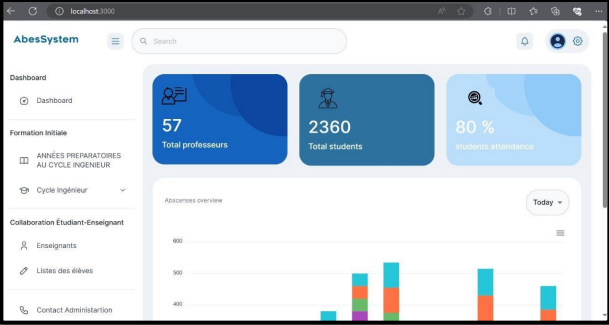 localhost:3000
AbesSystem
Search
Dashboard
Dashboard
Formation Initiale
ANNÉES PREPARATOIRES
AU CYCLE INGENIEUR
Cycle Ingénieur
Collaboration Étudiant-Enseignant
Enseignants
Listes des élèves
Contact Administartion
57
Total professeurs
2360
Total students
80 %
students attendance
Abscenses overview
Today
600
500
400